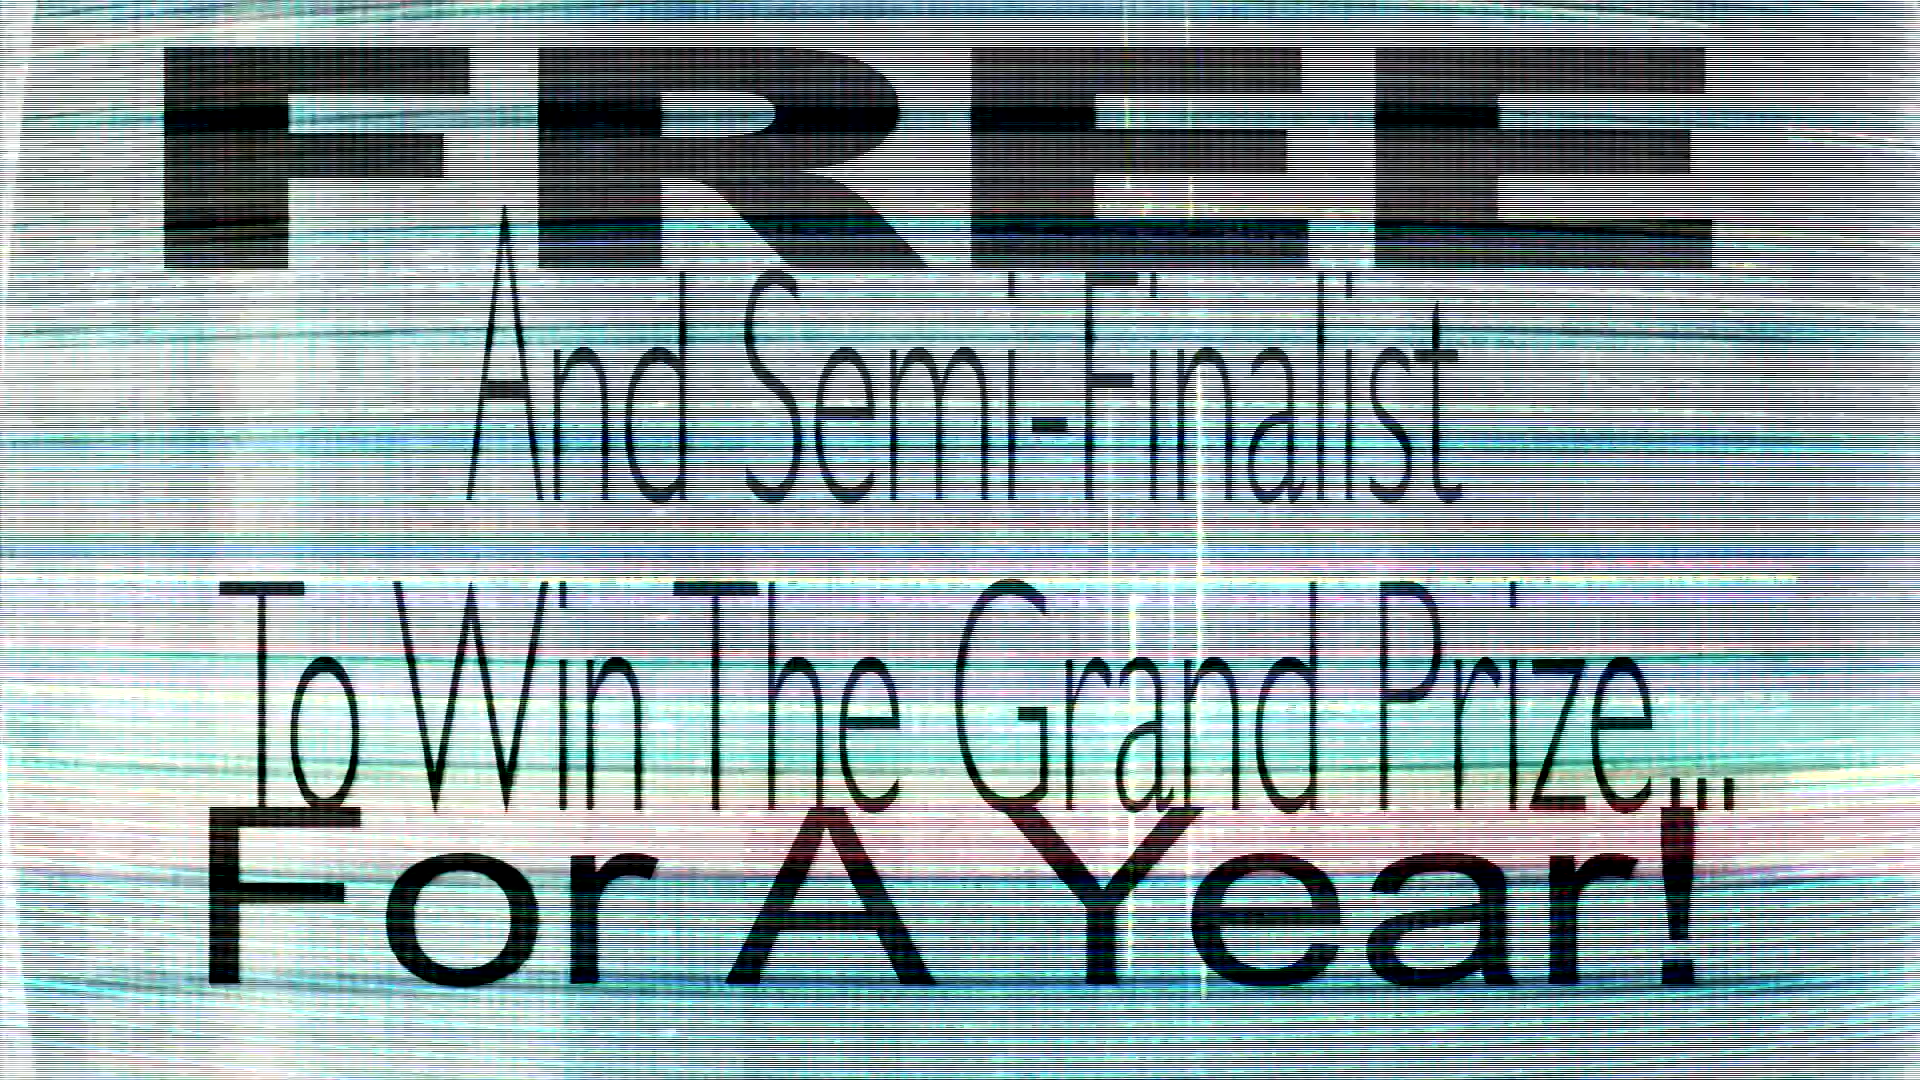 FREE
And Semi-Finalist
To Win The Grand Prize...
For A Year!